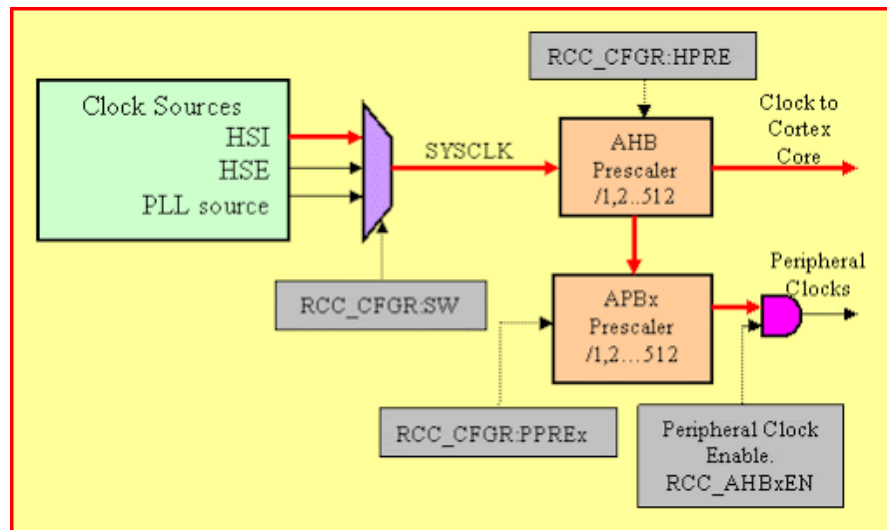 RCC_CFGR:HPRE
Clock Sources
HSI
HSE
PLL source
SYSCLK
AHB
Prescaler
/1,2..512
Clock to
Cortex
Core
RCC_CFGR:SW
APBx
Prescaler
/1,2...512
Peripheral
Clocks
RCC_CFGR:PPREx
Peripheral Clock
Enable.
RCC_AHBxEN